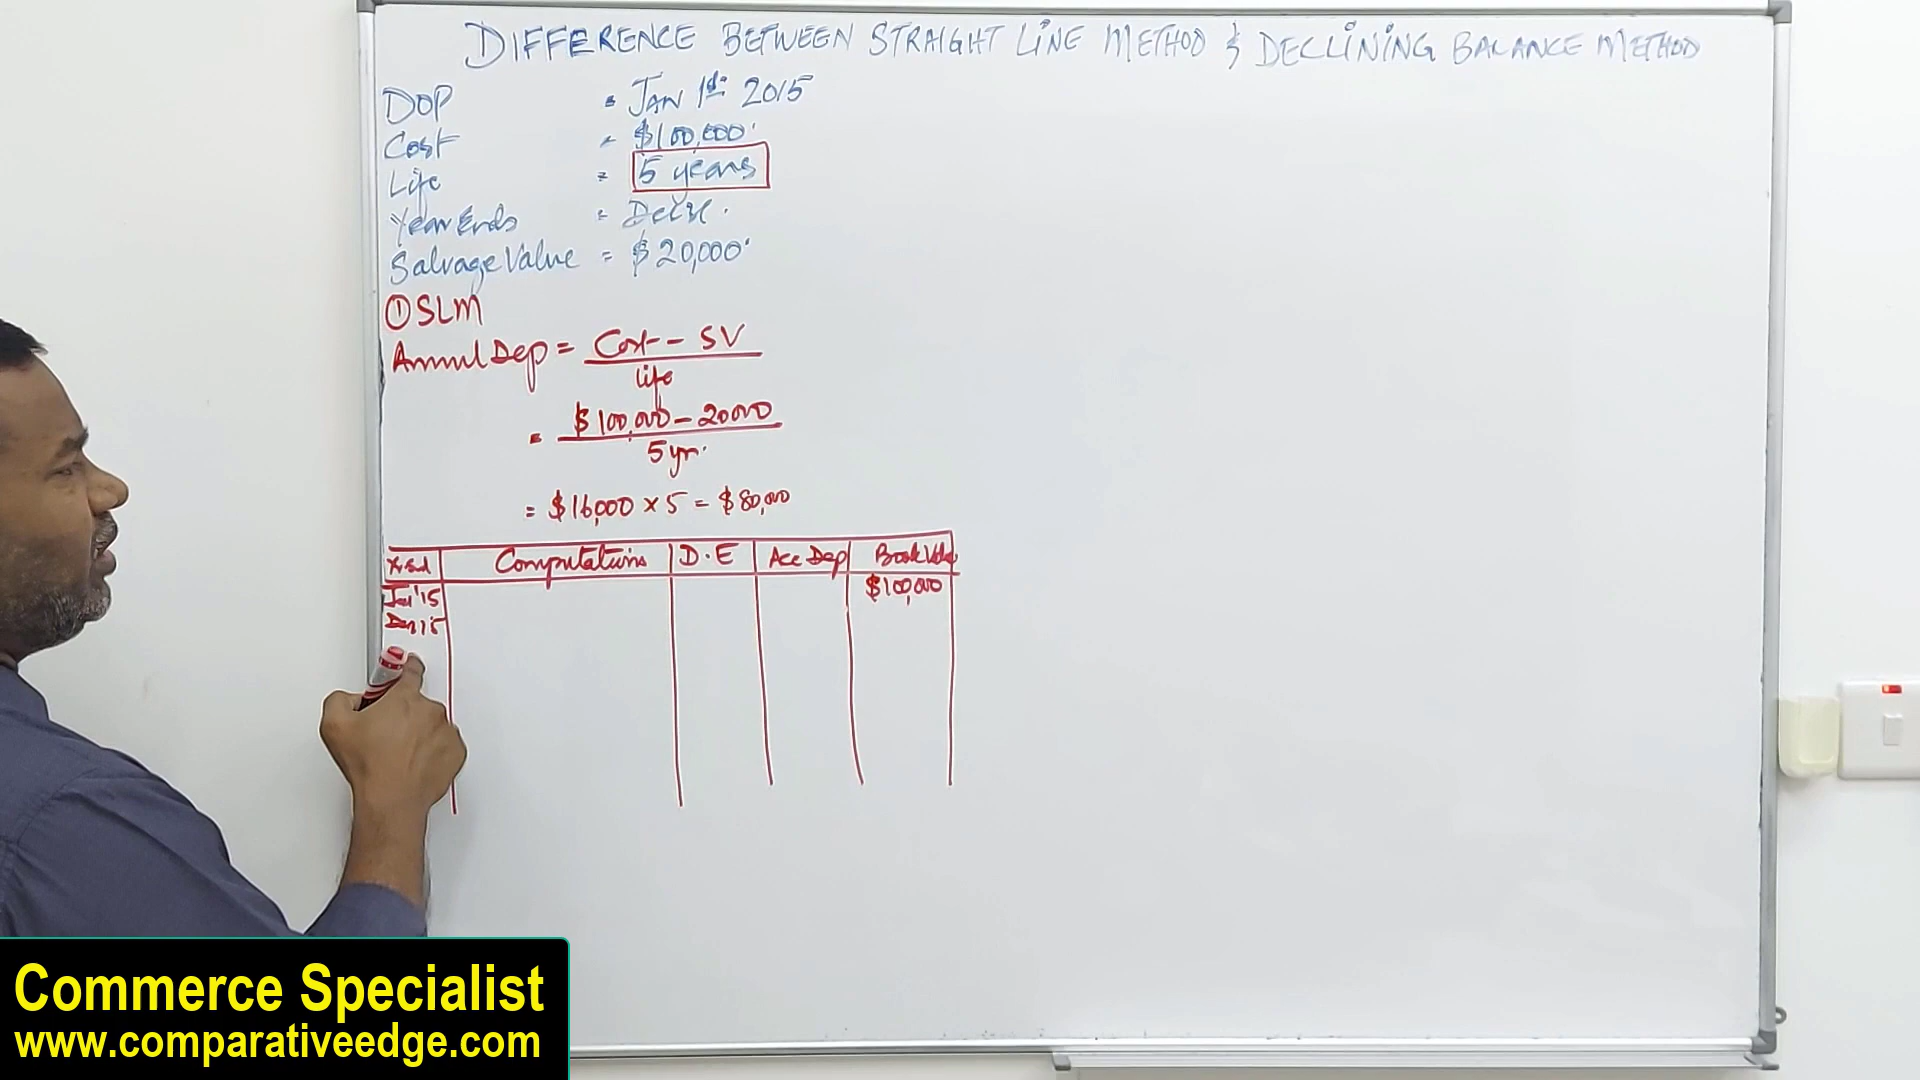 DIFFERENCE BETWEEN STRAIGHT LINE METHOD & DECLINING BALANCE METHOD
DOP = JAN 1st 2015
Cost = $100,000
Life = 5 years
Year Ends =
Salvage Value = $20,000
① SLM
Annual Dep = Cost - SV
life
= $100,000 - 20000
5 yr.
= $16,000 x 5 = $80,000
Computations D.E Acc Dep Book Value
Jan '15 $100,000
Dec 15
Commerce Specialist
www.comparativeedge.com